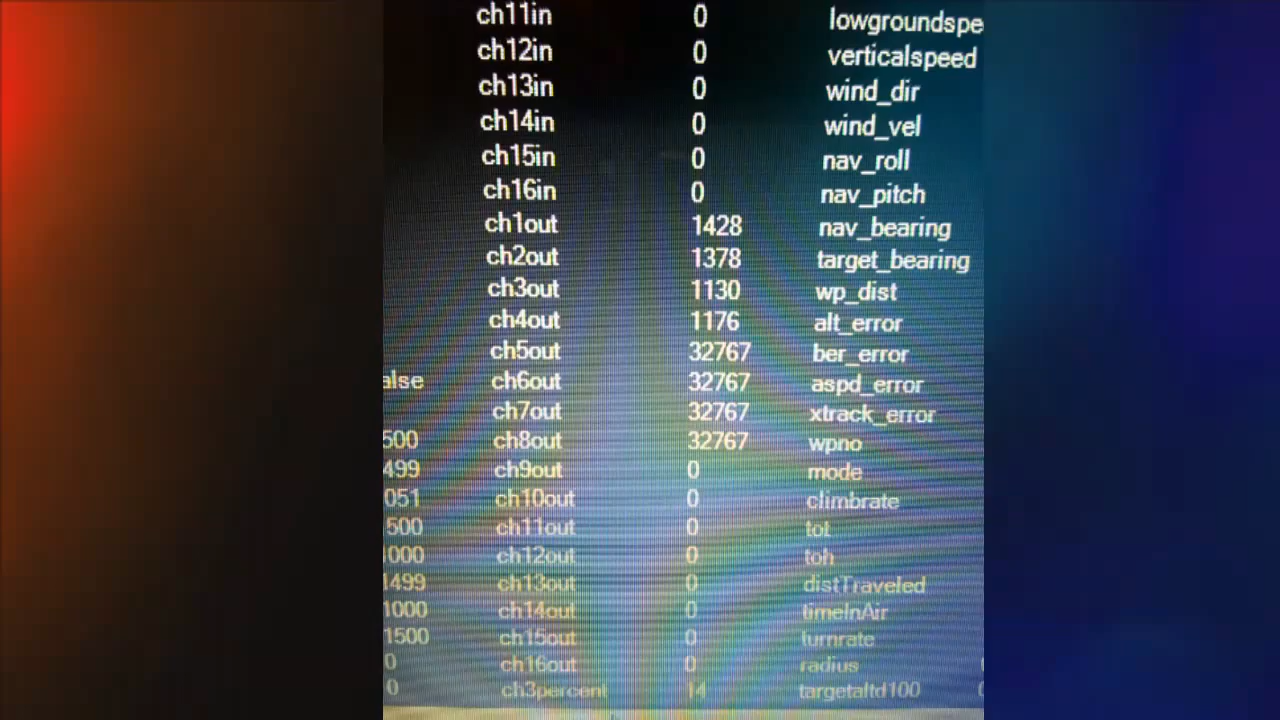 ch11in 0 lowgroundspe
ch12in 0 verticalspeed
ch13in 0 wind_dir
ch14in 0 wind_vel
ch15in 0 nav_roll
ch16in 0 nav_pitch
ch1out 1428 nav_bearing
ch2out 1378 target_bearing
ch3out 1130 wp_dist
ch4out 1176 alt_error
ch5out 32767 ber_error
alse ch6out 32767 aspd_error
ch7out 32767 xtrack_error
500 ch8out 32767 wpno
499 ch9out 0 mode
051 ch10out 0 climbrate
500 ch11out 0 tot
1000 ch12out 0 toh
1499 ch13out 0 distTraveled
1000 ch14out 0 timeInAir
1500 ch15out 0 turnrate
0 ch16out 0 radius
0 ch3percent 14 targetaltd100